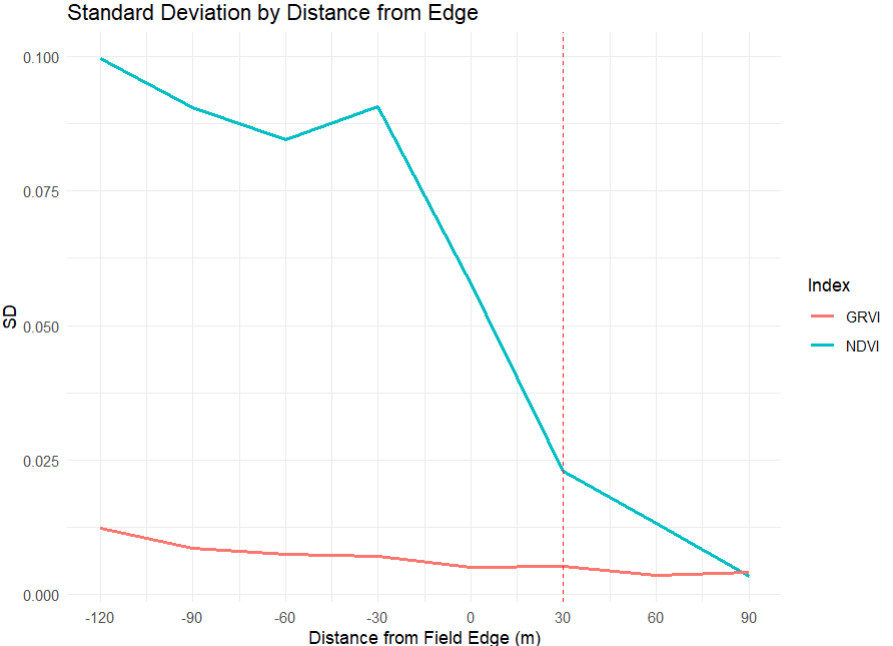 Standard Deviation by Distance from Edge
0.100
0.075
0.050
0.025
0.000
SD
-120 -90 -60 -30 0 30 60 90
Distance from Field Edge (m)
Index
GRVI
NDVI